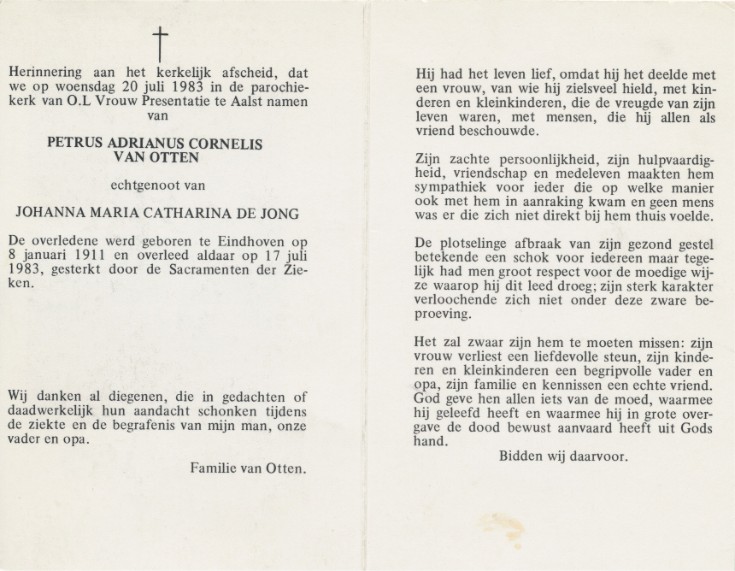 Herinnering aan het kerkelijk afscheid, dat
we op woensdag 20 juli 1983 in de parochie-
kerk van O.L Vrouw Presentatie te Aalst namen
van
PETRUS ADRIANUS CORNELIS
VAN OTTEN
echtgenoot van
JOHANNA MARIA CATHARINA DE JONG
De overledene werd geboren te Eindhoven op
8 januari 1911 en overleed aldaar op 17 juli
1983, gesterkt door de Sacramenten der Zie-
ken.
Wij danken al diegenen, die in gedachten of
daadwerkelijk hun aandacht schonken tijdens
de ziekte en de begrafenis van mijn man, onze
vader en opa.
Familie van Otten.
Hij had het leven lief, omdat hij het deelde met
een vrouw, van wie hij zielsveel hield, met kin-
deren en kleinkinderen, die de vreugde van zijn
leven waren, met mensen, die hij allen als
vriend beschouwde.
Zijn zachte persoonlijkheid, zijn hulpvaardig-
heid, vriendschap en medeleven maakten hem
sympathiek voor ieder die op welke manier
ook met hem in aanraking kwam en geen mens
was er die zich niet direkt bij hem thuis voelde.
De plotselinge afbraak van zijn gezond gestel
betekende een schok voor iedereen maar tege-
lijk had men groot respect voor de moedige wij-
ze waarop hij dit leed droeg; zijn sterk karakter
verloochende zich niet onder deze zware be-
proeving.
Het zal zwaar zijn hem te moeten missen: zijn
vrouw verliest een liefdevolle steun, zijn kinde-
ren en kleinkinderen een begripvolle vader en
opa, zijn familie en kennissen een echte vriend.
God geve hen allen iets van de moed, waarmee
hij geleefd heeft en waarmee hij in grote over-
gave de dood bewust aanvaard heeft uit Gods
hand.
Bidden wij daarvoor.